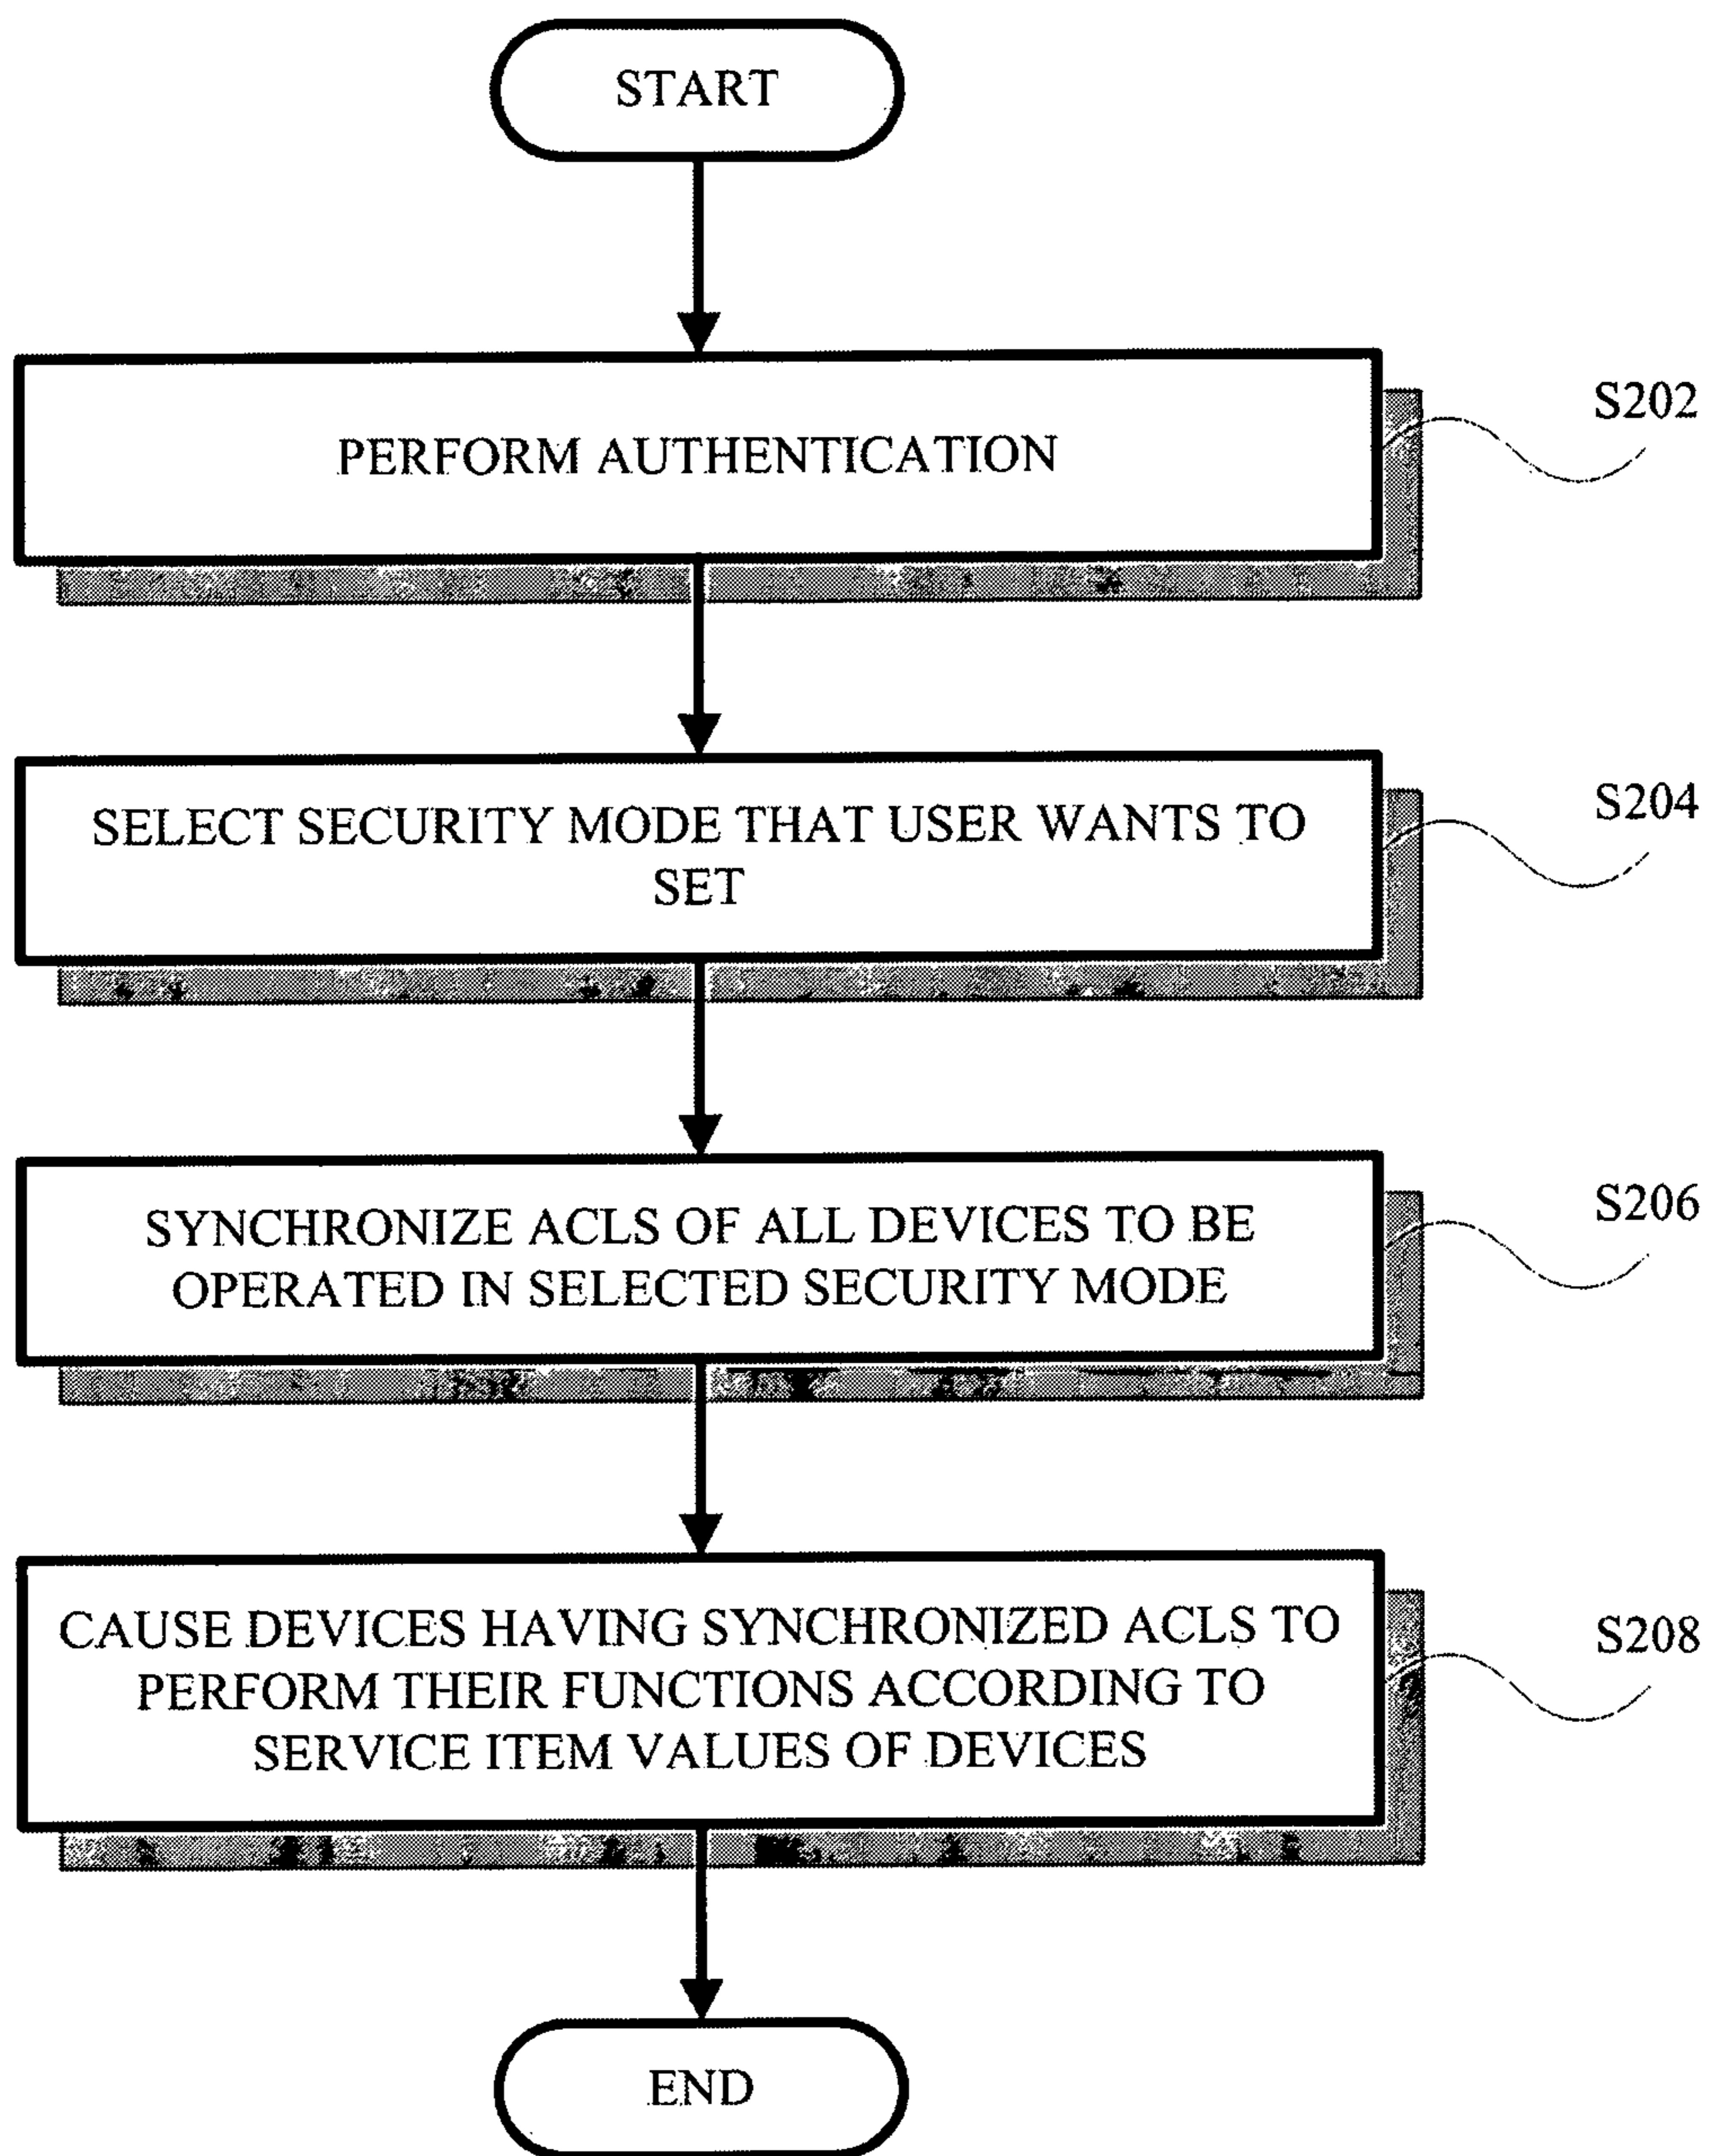 START
PERFORM AUTHENTICATION
S202
SELECT SECURITY MODE THAT USER WANTS TO
SET
S204
SYNCHRONIZE ACLS OF ALL DEVICES TO BE
OPERATED IN SELECTED SECURITY MODE
S206
CAUSE DEVICES HAVING SYNCHRONIZED ACLS TO
PERFORM THEIR FUNCTIONS ACCORDING TO
SERVICE ITEM VALUES OF DEVICES
S208
END